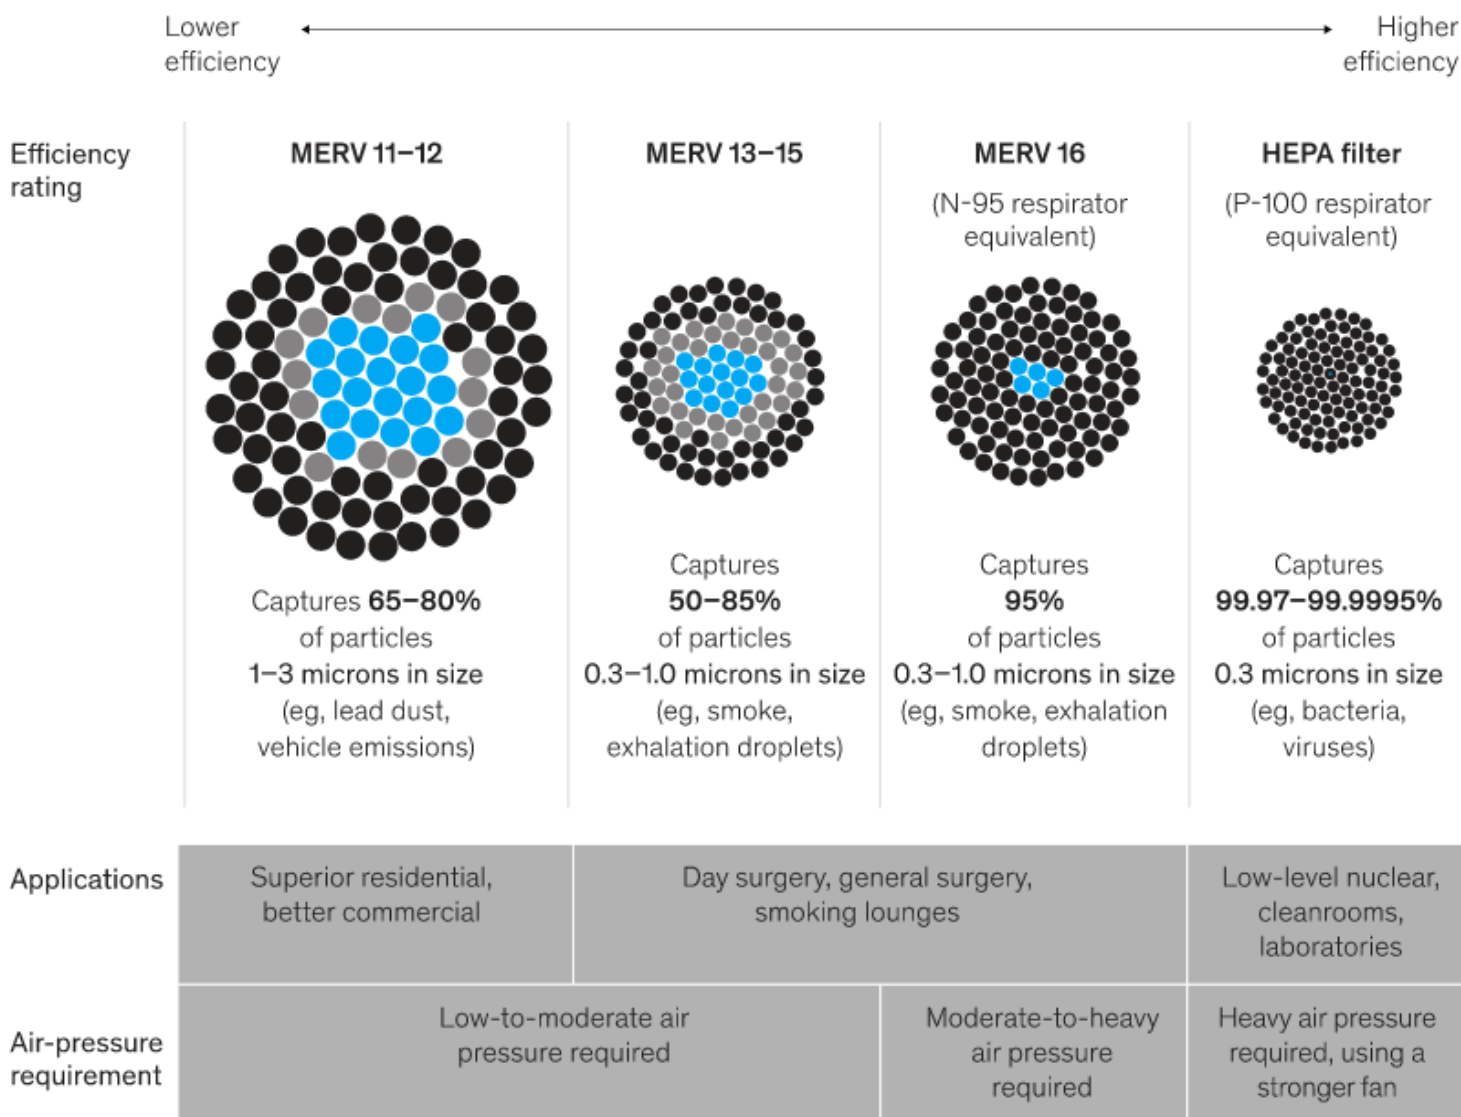 Lower
efficiency
Higher
efficiency
Efficiency
rating
MERV 11–12
MERV 13–15
MERV 16
(N-95 respirator
equivalent)
HEPA filter
(P-100 respirator
equivalent)
Captures 65–80%
of particles
1–3 microns in size
(eg, lead dust,
vehicle emissions)
Captures
50–85%
of particles
0.3–1.0 microns in size
(eg, smoke,
exhalation droplets)
Captures
95%
of particles
0.3–1.0 microns in size
(eg, smoke, exhalation
droplets)
Captures
99.97–99.9995%
of particles
0.3 microns in size
(eg, bacteria,
viruses)
Applications
Superior residential,
better commercial
Day surgery, general surgery,
smoking lounges
Low-level nuclear,
cleanrooms,
laboratories
Air-pressure
requirement
Low-to-moderate air
pressure required
Moderate-to-heavy
air pressure
required
Heavy air pressure
required, using a
stronger fan